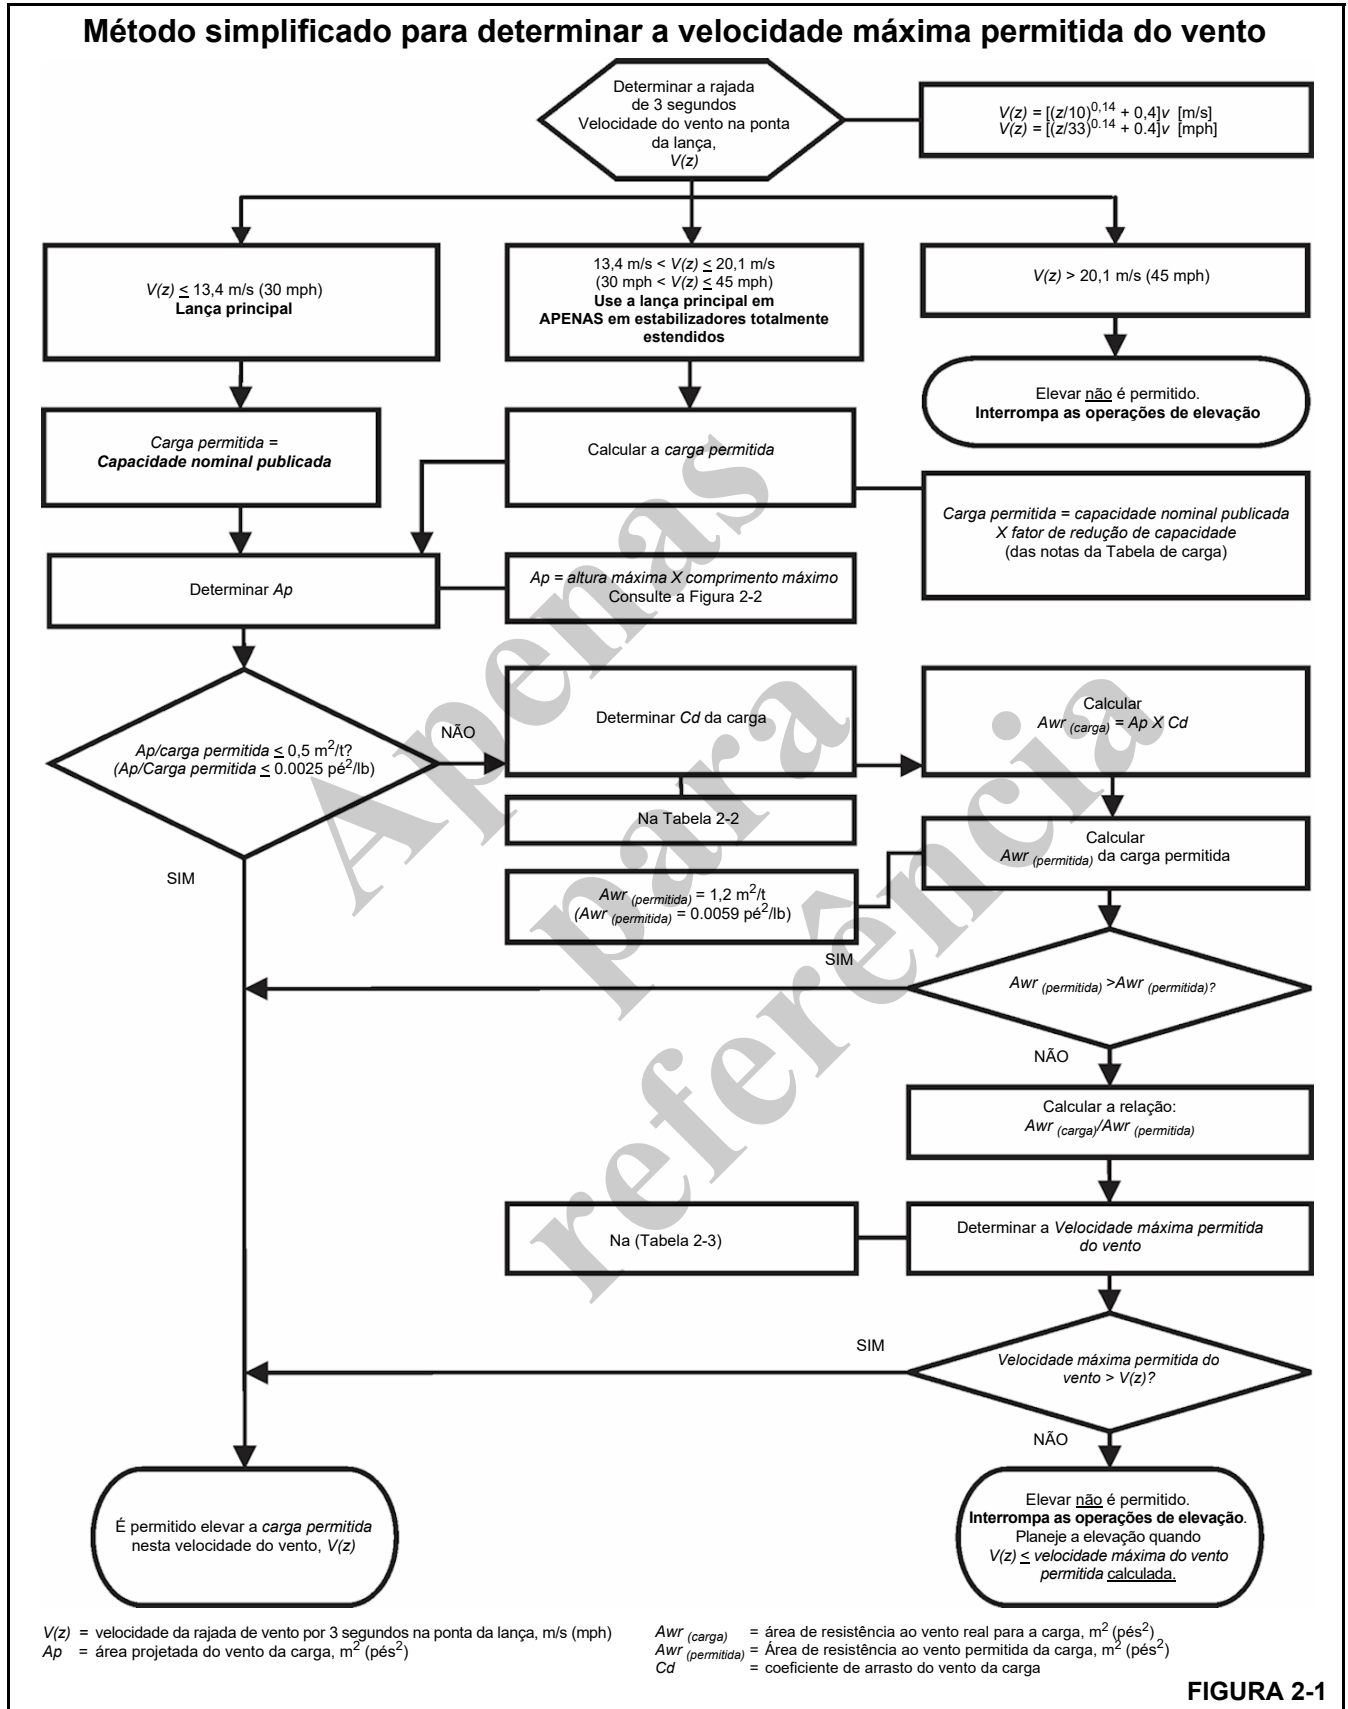 Método simplificado para determinar a velocidade máxima permitida do vento
Determinar a rajada
de 3 segundos
Velocidade do vento na ponta
da lança,
V(z)
V(z) = [(z/10)^0,14 + 0,4]v [m/s]
V(z) = [(z/33)^0.14 + 0.4]v [mph]
V(z) ≤ 13,4 m/s (30 mph)
Lança principal
13,4 m/s < V(z) ≤ 20,1 m/s
(30 mph < V(z) ≤ 45 mph)
Use a lança principal em
APENAS em estabilizadores totalmente
estendidos
V(z) > 20,1 m/s (45 mph)
Elevar não é permitido.
Interrompa as operações de elevação
Carga permitida =
Capacidade nominal publicada
Calcular a carga permitida
Carga permitida = capacidade nominal publicada
X fator de redução de capacidade
(das notas da Tabela de carga)
Determinar Ap
Ap = altura máxima X comprimento máximo
Consulte a Figura 2-2
Ap/carga permitida ≤ 0,5 m²/t?
(Ap/Carga permitida ≤ 0.0025 pé²/lb)
NÃO
SIM
Determinar Cd da carga
Na Tabela 2-2
Calcular
Awr (carga) = Ap X Cd
Calcular
Awr (permitida) da carga permitida
Awr (permitida) = 1,2 m²/t
(Awr (permitida) = 0.0059 pé²/lb)
SIM
Awr (permitida) >Awr (permitida)?
NÃO
Calcular a relação:
Awr (carga)/Awr (permitida)
Na (Tabela 2-3)
Determinar a Velocidade máxima permitida
do vento
SIM
Velocidade máxima permitida do
vento > V(z)?
NÃO
É permitido elevar a carga permitida
nesta velocidade do vento, V(z)
Elevar não é permitido.
Interrompa as operações de elevação.
Planeje a elevação quando
V(z) ≤ velocidade máxima do vento
permitida calculada.
V(z) = velocidade da rajada de vento por 3 segundos na ponta da lança, m/s (mph)
Ap = área projetada do vento da carga, m² (pés²)
Awr (carga) = área de resistência ao vento real para a carga, m² (pés²)
Awr (permitida) = Área de resistência ao vento permitida da carga, m² (pés²)
Cd = coeficiente de arrasto do vento da carga
FIGURA 2-1
Apenas
para
referência